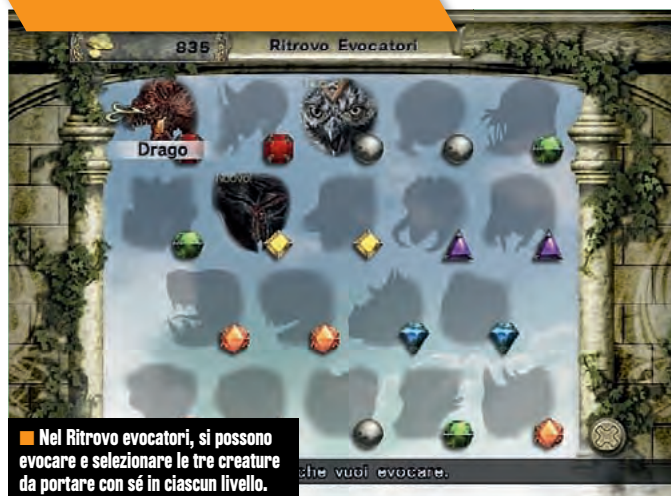 835
Ritrovo Evocatori
Drago
Nuovo!
■ Nel Ritrovo evocatori, si possono
evocare e selezionare le tre creature
da portare con sé in ciascun livello.
che vuoi evocare.